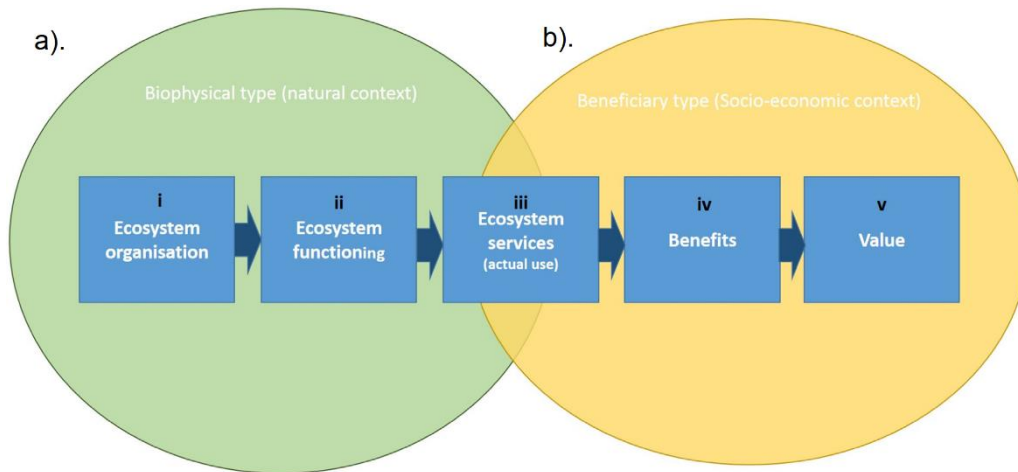 a).
b).
Biophysical type (natural context)
Beneficiary type (Socio-economic context)
i
Ecosystem
organisation
ii
Ecosystem
functioning
iii
Ecosystem
services
(actual use)
iv
Benefits
v
Value